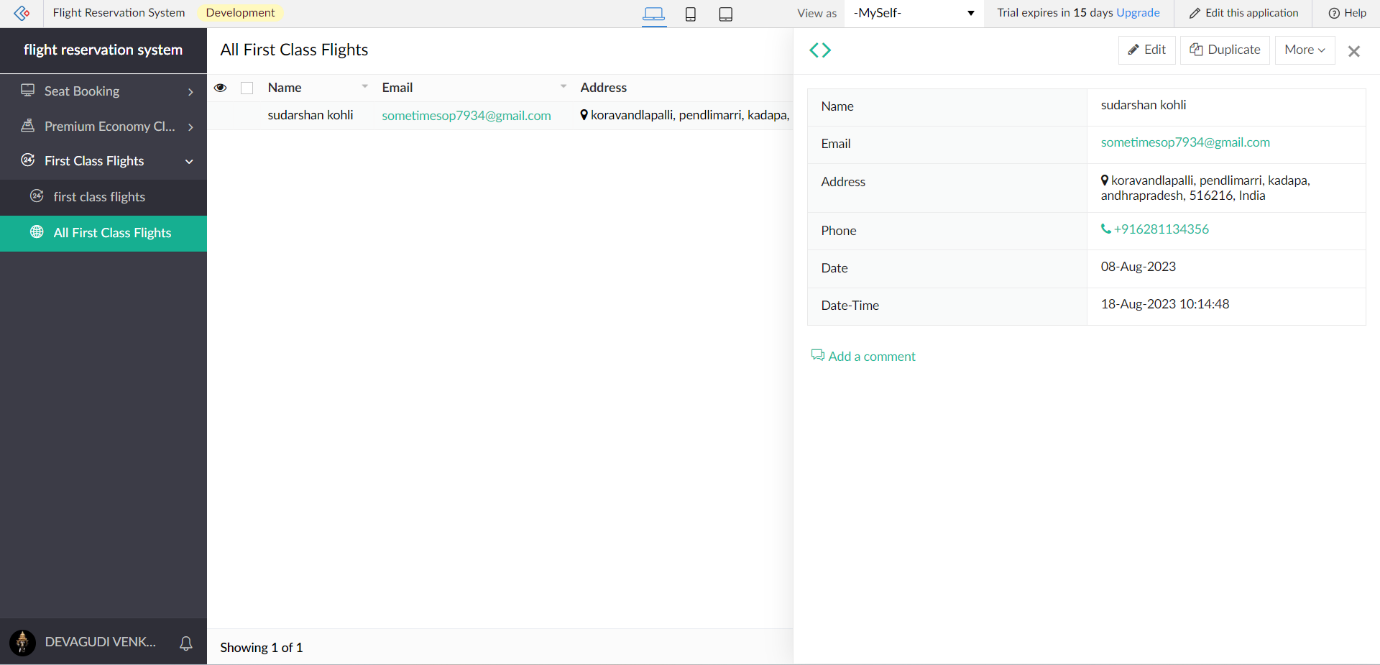 Flight Reservation System Development View as -MySelf- Trial expires in 15 days Upgrade Edit this application Help
flight reservation system
Seat Booking
Premium Economy Cl...
First Class Flights
first class flights
All First Class Flights
DEVAGUDI VENK...
All First Class Flights
Name Email Address
sudarshan kohli sometimesop7934@gmail.com koravandlapalli, pendlimarri, kadapa,
Showing 1 of 1
Edit Duplicate More
Name sudarshan kohli
Email sometimesop7934@gmail.com
Address koravandlapalli, pendlimarri, kadapa,
andhrapradesh, 516216, India
Phone +916281134356
Date 08-Aug-2023
Date-Time 18-Aug-2023 10:14:48
Add a comment